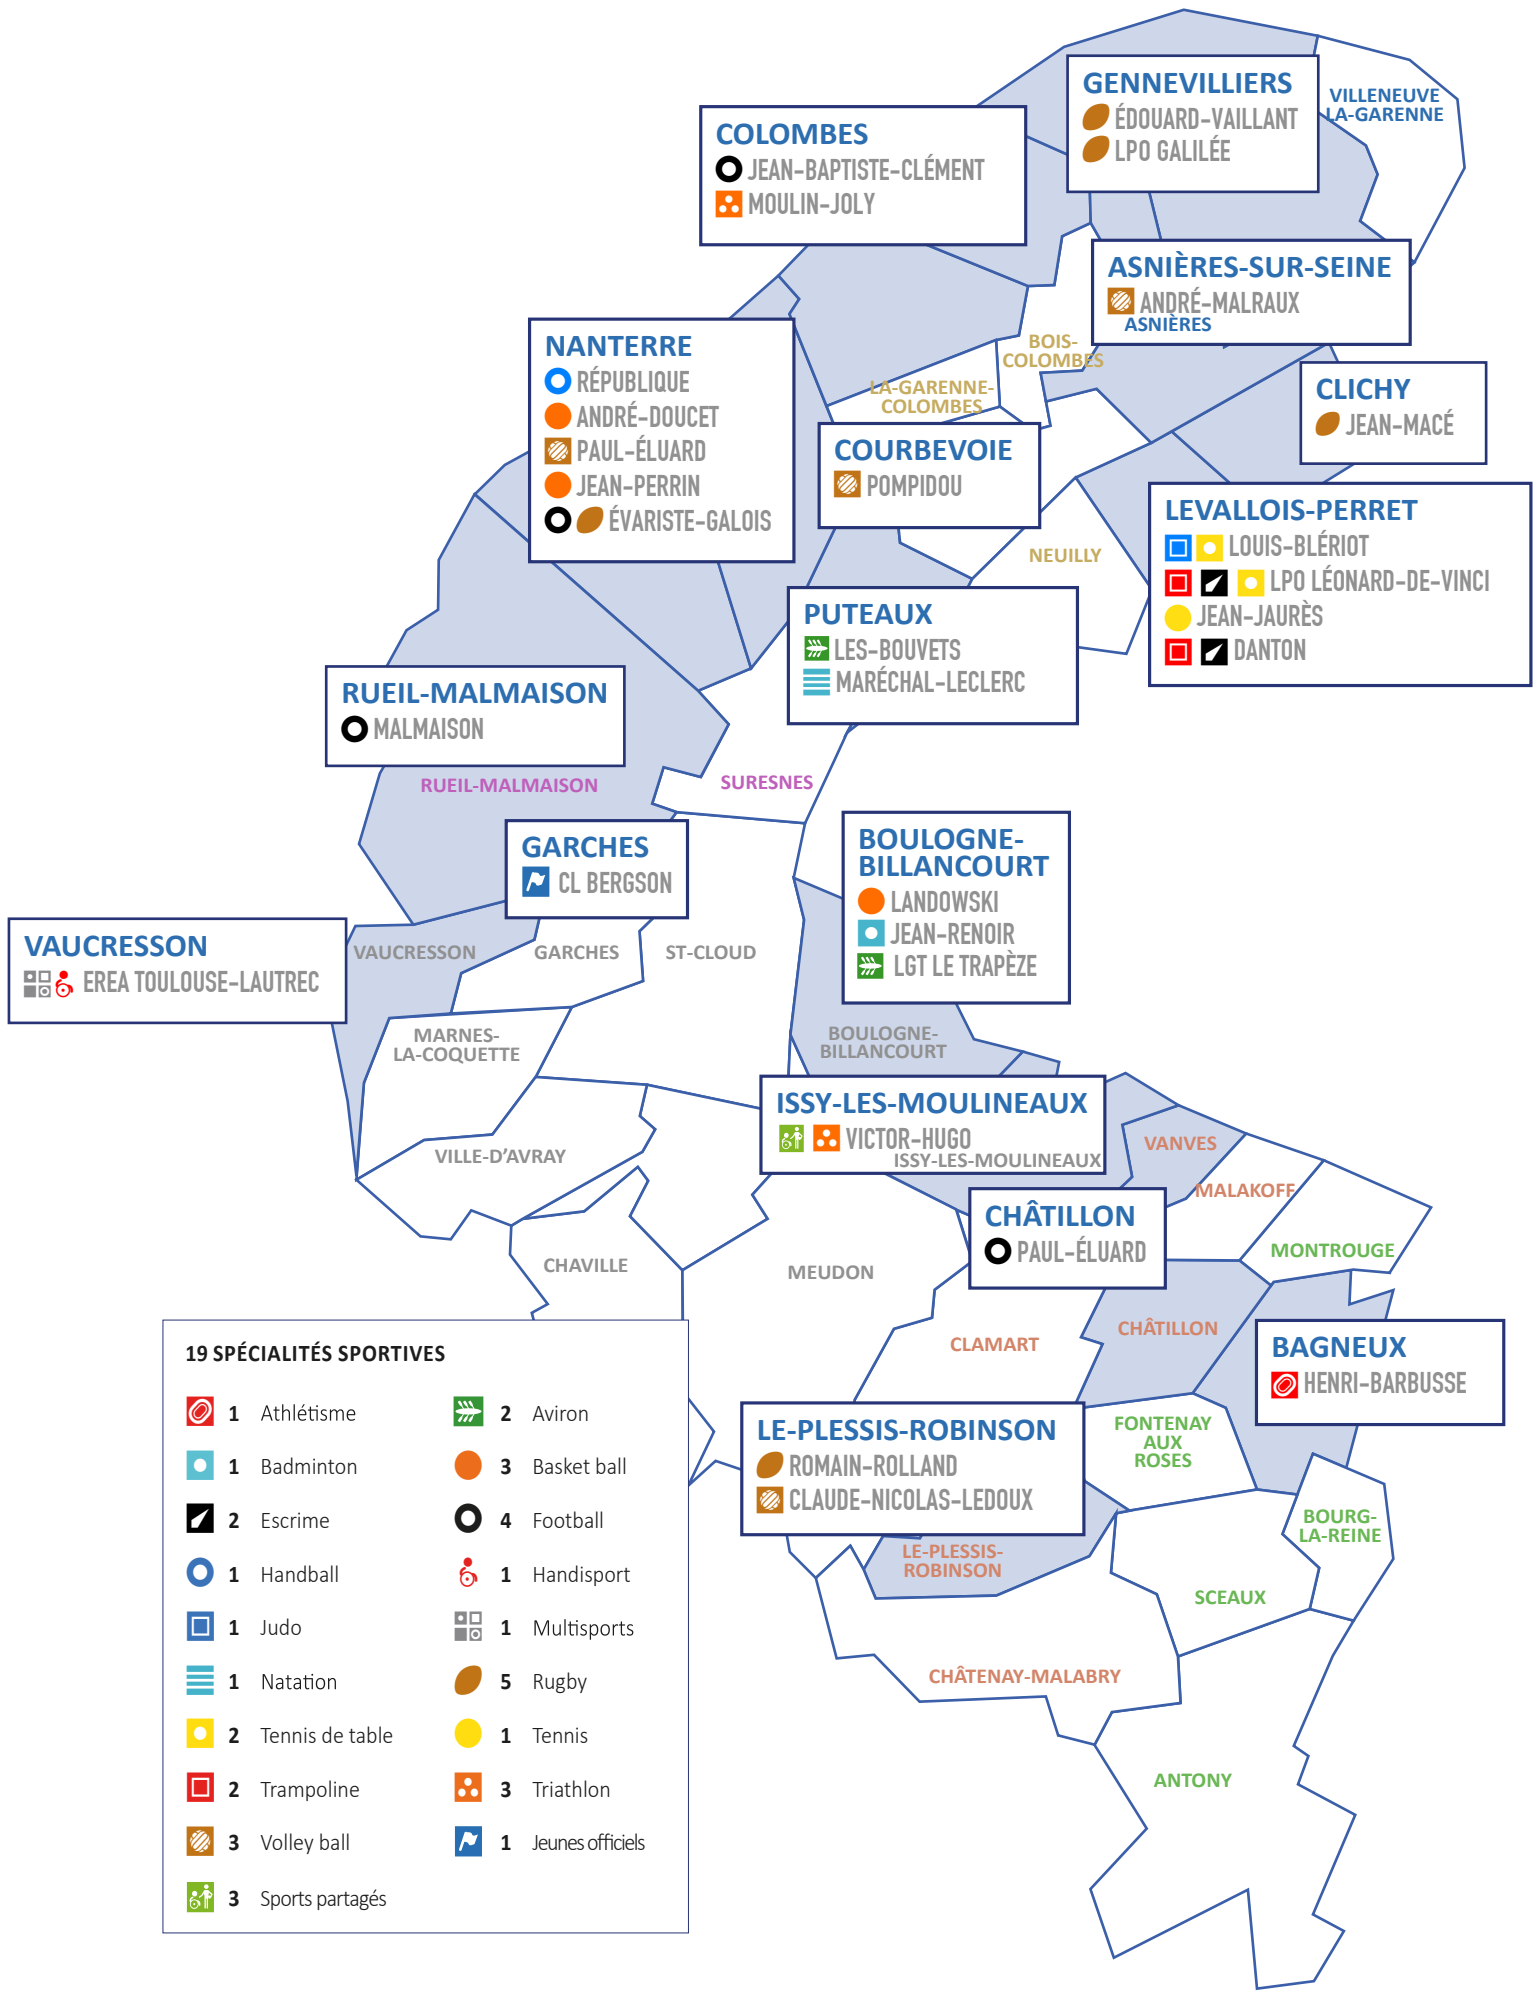 GENNEVILLIERS
ÉDOUARD-VAILLANT
LPO GALILÉE
VILLENEUVE
LA-GARENNE
COLOMBES
JEAN-BAPTISTE-CLÉMENT
MOULIN-JOLY
ASNIÈRES-SUR-SEINE
ANDRÉ-MALRAUX
ASNIÈRES
NANTERRE
RÉPUBLIQUE
ANDRÉ-DOUCET
PAUL-ÉLUARD
JEAN-PERRIN
ÉVARISTE-GALOIS
BOIS-
COLOMBES
LA-GARENNE-
COLOMBES
CLICHY
JEAN-MACÉ
COURBEVOIE
POMPIDOU
NEUILLY
LEVALLOIS-PERRET
LOUIS-BLÉRIOT
LPO LÉONARD-DE-VINCI
JEAN-JAURÈS
DANTON
PUTEAUX
LES-BOUVETS
MARÉCHAL-LECLERC
RUEIL-MALMAISON
MALMAISON
RUEIL-MALMAISON
SURESNES
GARCHES
CL BERGSON
BOULOGNE-
BILLANCOURT
LANDOWSKI
JEAN-RENOIR
LGT LE TRAPÈZE
VAUCRESSON
EREA TOULOUSE-LAUTREC
VAUCRESSON
GARCHES
ST-CLOUD
MARNES-
LA-COQUETTE
BOULOGNE-
BILLANCOURT
ISSY-LES-MOULINEAUX
VICTOR-HUGO
ISSY-LES-MOULINEAUX
VANVES
VILLE-D'AVRAY
MALAKOFF
CHÂTILLON
PAUL-ÉLUARD
MONTROUGE
CHAVILLE
MEUDON
CLAMART
CHÂTILLON
BAGNEUX
HENRI-BARBUSSE
LE-PLESSIS-ROBINSON
ROMAIN-ROLLAND
CLAUDE-NICOLAS-LEDOUX
FONTENAY
AUX
ROSES
BOURG-
LA-REINE
LE-PLESSIS-
ROBINSON
SCEAUX
CHÂTENAY-MALABRY
ANTONY
19 SPÉCIALITÉS SPORTIVES
1 Athlétisme
1 Badminton
2 Escrime
1 Handball
1 Judo
1 Natation
2 Tennis de table
2 Trampoline
3 Volley ball
3 Sports partagés
2 Aviron
3 Basket ball
4 Football
1 Handisport
1 Multisports
5 Rugby
1 Tennis
3 Triathlon
1 Jeunes officiels